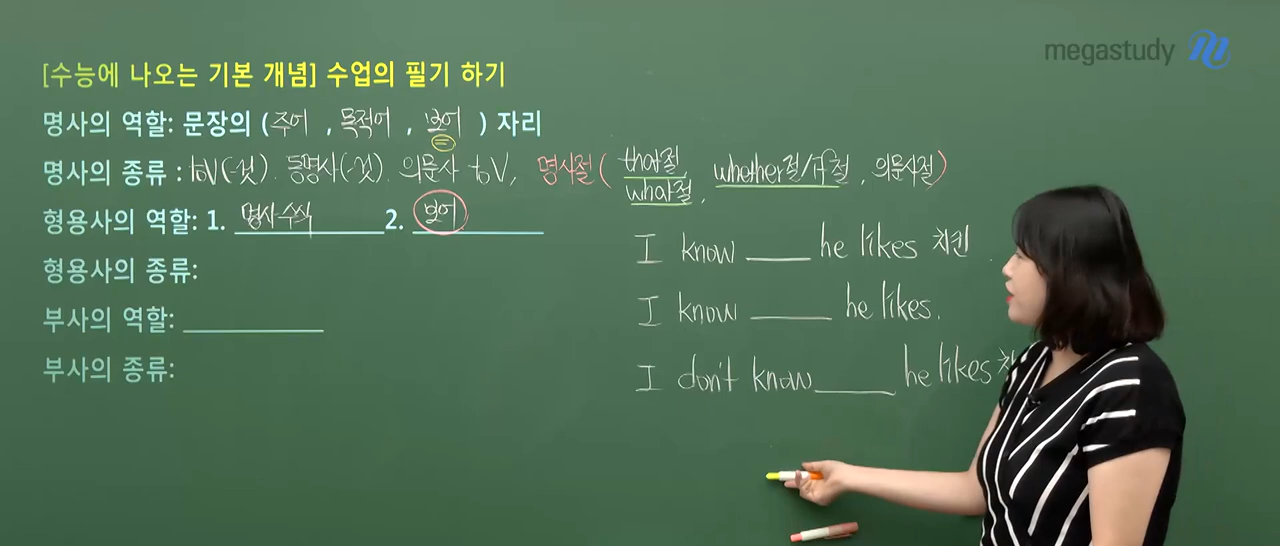 megastudy
[수능에 나오는 기본 개념] 수업의 필기 하기
명사의 역할: 문장의 (주어, 목적어, 보어) 자리
명사의 종류 : toV(-것). 동명사(-것). 의문사 toV, 명사절( that절, what절, whether절/if절, 의문사절)
형용사의 역할: 1. 명사수식 2. 보어
형용사의 종류:
부사의 역할:
부사의 종류:
I know ____ he likes 치킨.
I know ____ he likes.
I don't know ____ he likes 치